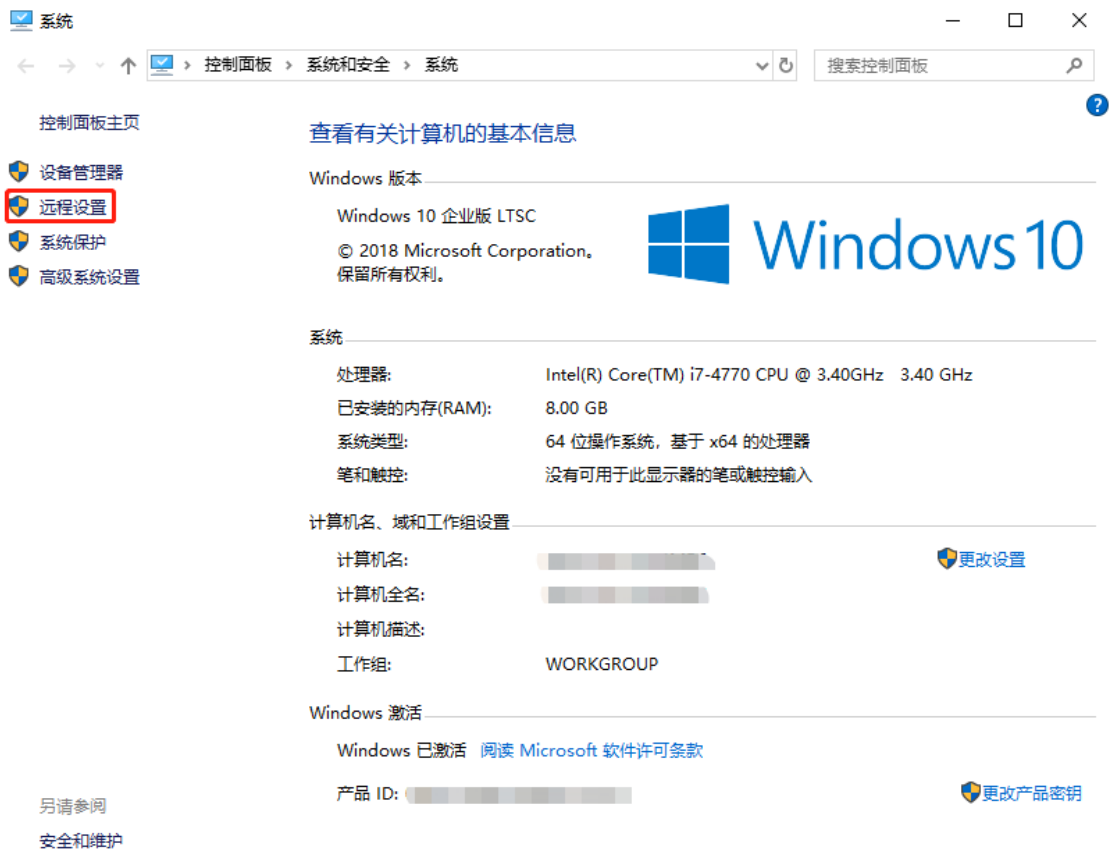 系统
控制面板 > 系统和安全 > 系统
搜索控制面板
?
控制面板主页
设备管理器
远程设置
系统保护
高级系统设置
查看有关计算机的基本信息
Windows 版本
Windows 10 企业版 LTSC
© 2018 Microsoft Corporation。
保留所有权利。
Windows 10
系统
处理器: Intel(R) Core(TM) i7-4770 CPU @ 3.40GHz 3.40 GHz
已安装的内存(RAM): 8.00 GB
系统类型: 64 位操作系统，基于 x64 的处理器
笔和触控: 没有可用于此显示器的笔或触控输入
计算机名、域和工作组设置
计算机名: 更改设置
计算机全名:
计算机描述:
工作组: WORKGROUP
Windows 激活
Windows 已激活 阅读 Microsoft 软件许可条款
产品 ID: 更改产品密钥
另请参阅
安全和维护